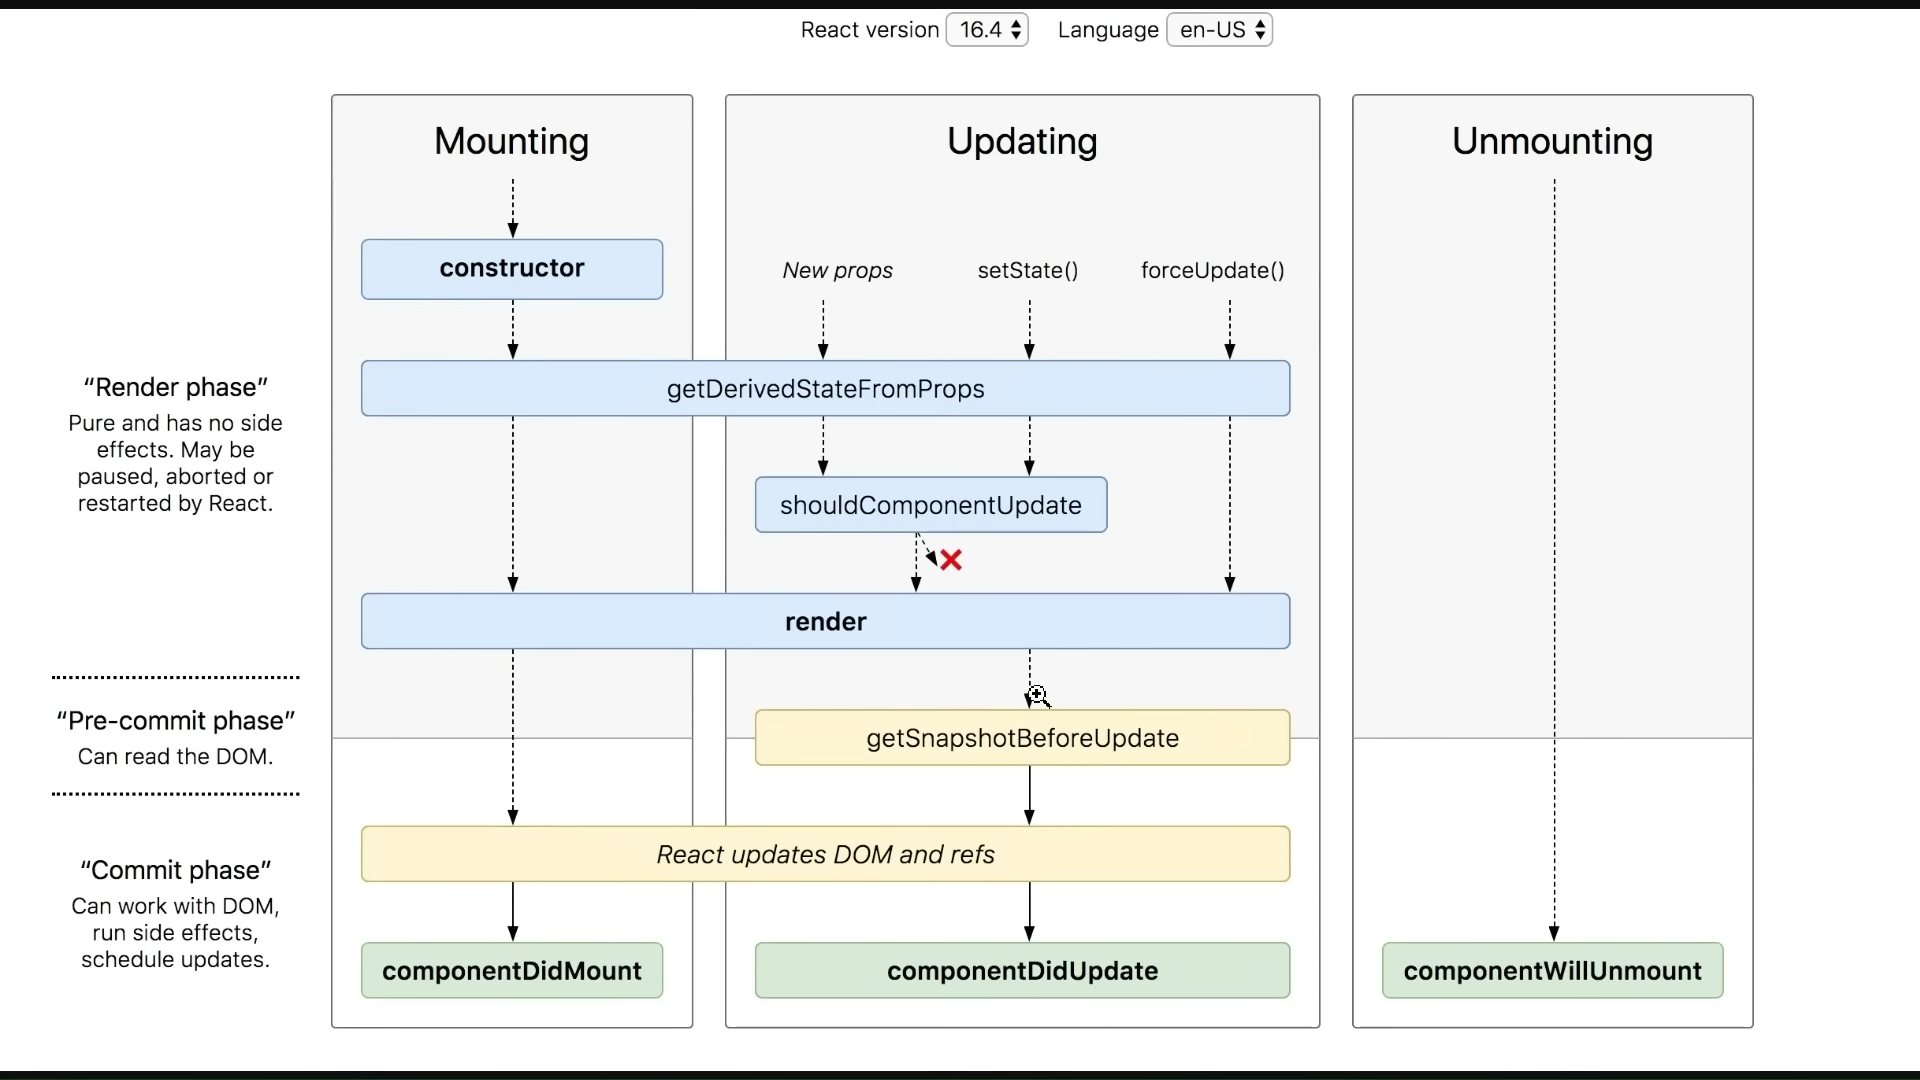 React version 16.4 Language en-US
Mounting
Updating
Unmounting
constructor
New props
setState()
forceUpdate()
getDerivedStateFromProps
shouldComponentUpdate
render
getSnapshotBeforeUpdate
React updates DOM and refs
componentDidMount
componentDidUpdate
componentWillUnmount
“Render phase”
Pure and has no side
effects. May be
paused, aborted or
restarted by React.
“Pre-commit phase”
Can read the DOM.
“Commit phase”
Can work with DOM,
run side effects,
schedule updates.